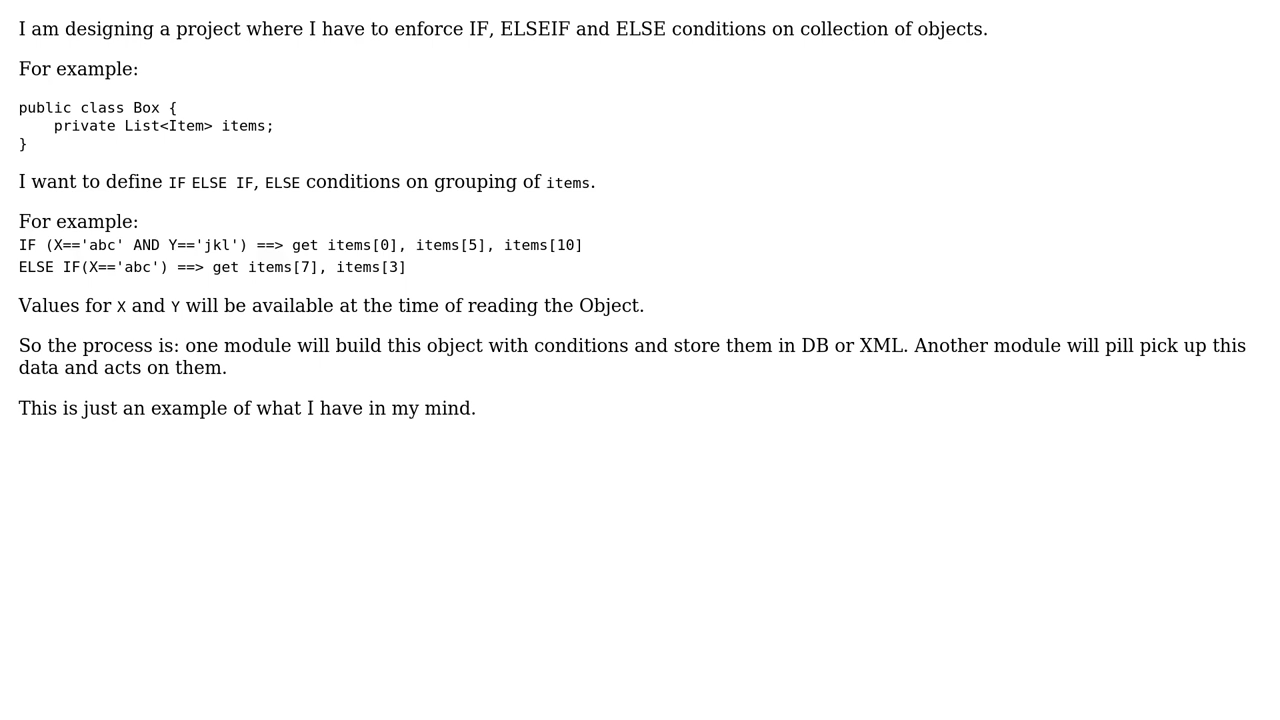 I am designing a project where I have to enforce IF, ELSEIF and ELSE conditions on collection of objects.
For example:
public class Box {
    private List<Item> items;
}
I want to define IF ELSE IF, ELSE conditions on grouping of items.
For example:
IF (X=='abc' AND Y=='jkl') ==> get items[0], items[5], items[10]
ELSE IF(X=='abc') ==> get items[7], items[3]
Values for X and Y will be available at the time of reading the Object.
So the process is: one module will build this object with conditions and store them in DB or XML. Another module will pill pick up this
data and acts on them.
This is just an example of what I have in my mind.